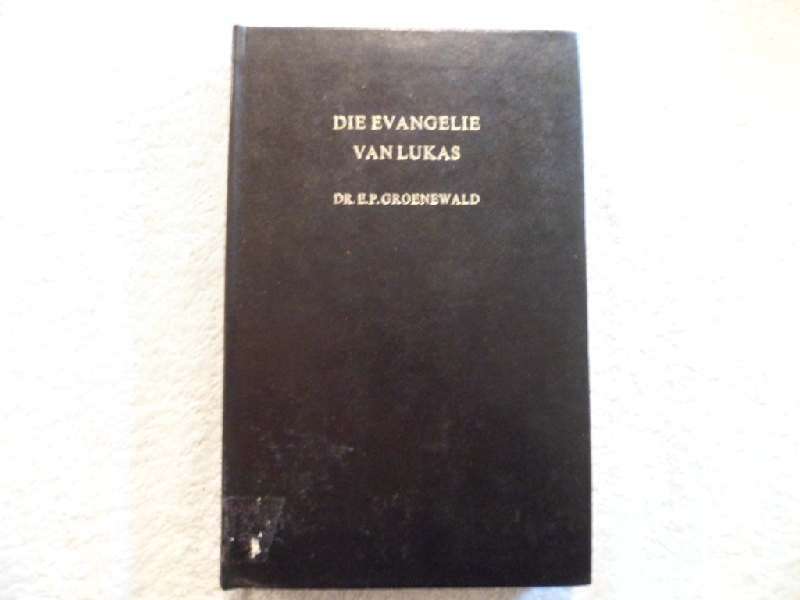 DIE EVANGELIE
VAN LUKAS
DR. E.P. GROENEWALD